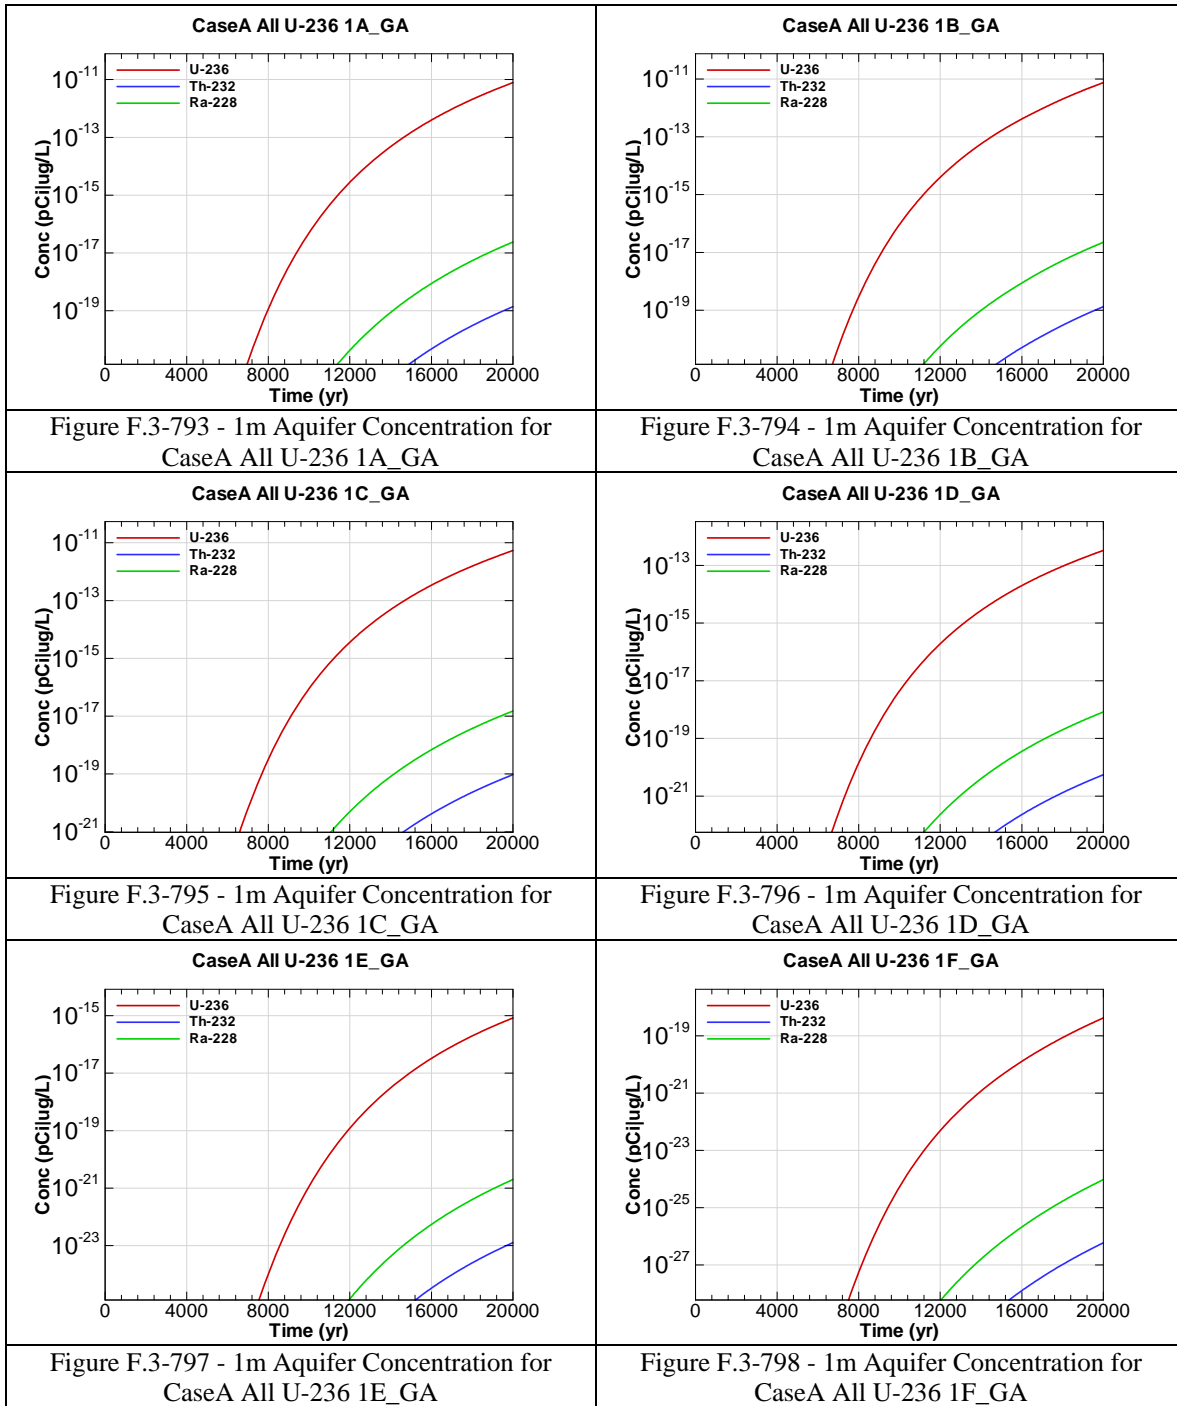 CaseA All U-236 1A_GA
U-236
Th-232
Ra-228
10-11
10-13
10-15
10-17
10-19
Conc (pCi|ug/L)
0 4000 8000 12000 16000 20000
Time (yr)
Figure F.3-793 - 1m Aquifer Concentration for
CaseA All U-236 1A_GA
CaseA All U-236 1B_GA
U-236
Th-232
Ra-228
10-11
10-13
10-15
10-17
10-19
Conc (pCi|ug/L)
0 4000 8000 12000 16000 20000
Time (yr)
Figure F.3-794 - 1m Aquifer Concentration for
CaseA All U-236 1B_GA
CaseA All U-236 1C_GA
U-236
Th-232
Ra-228
10-11
10-13
10-15
10-17
10-19
10-21
Conc (pCi|ug/L)
0 4000 8000 12000 16000 20000
Time (yr)
Figure F.3-795 - 1m Aquifer Concentration for
CaseA All U-236 1C_GA
CaseA All U-236 1D_GA
U-236
Th-232
Ra-228
10-13
10-15
10-17
10-19
10-21
Conc (pCi|ug/L)
0 4000 8000 12000 16000 20000
Time (yr)
Figure F.3-796 - 1m Aquifer Concentration for
CaseA All U-236 1D_GA
CaseA All U-236 1E_GA
U-236
Th-232
Ra-228
10-15
10-17
10-19
10-21
10-23
Conc (pCi|ug/L)
0 4000 8000 12000 16000 20000
Time (yr)
Figure F.3-797 - 1m Aquifer Concentration for
CaseA All U-236 1E_GA
CaseA All U-236 1F_GA
U-236
Th-232
Ra-228
10-19
10-21
10-23
10-25
10-27
Conc (pCi|ug/L)
0 4000 8000 12000 16000 20000
Time (yr)
Figure F.3-798 - 1m Aquifer Concentration for
CaseA All U-236 1F_GA